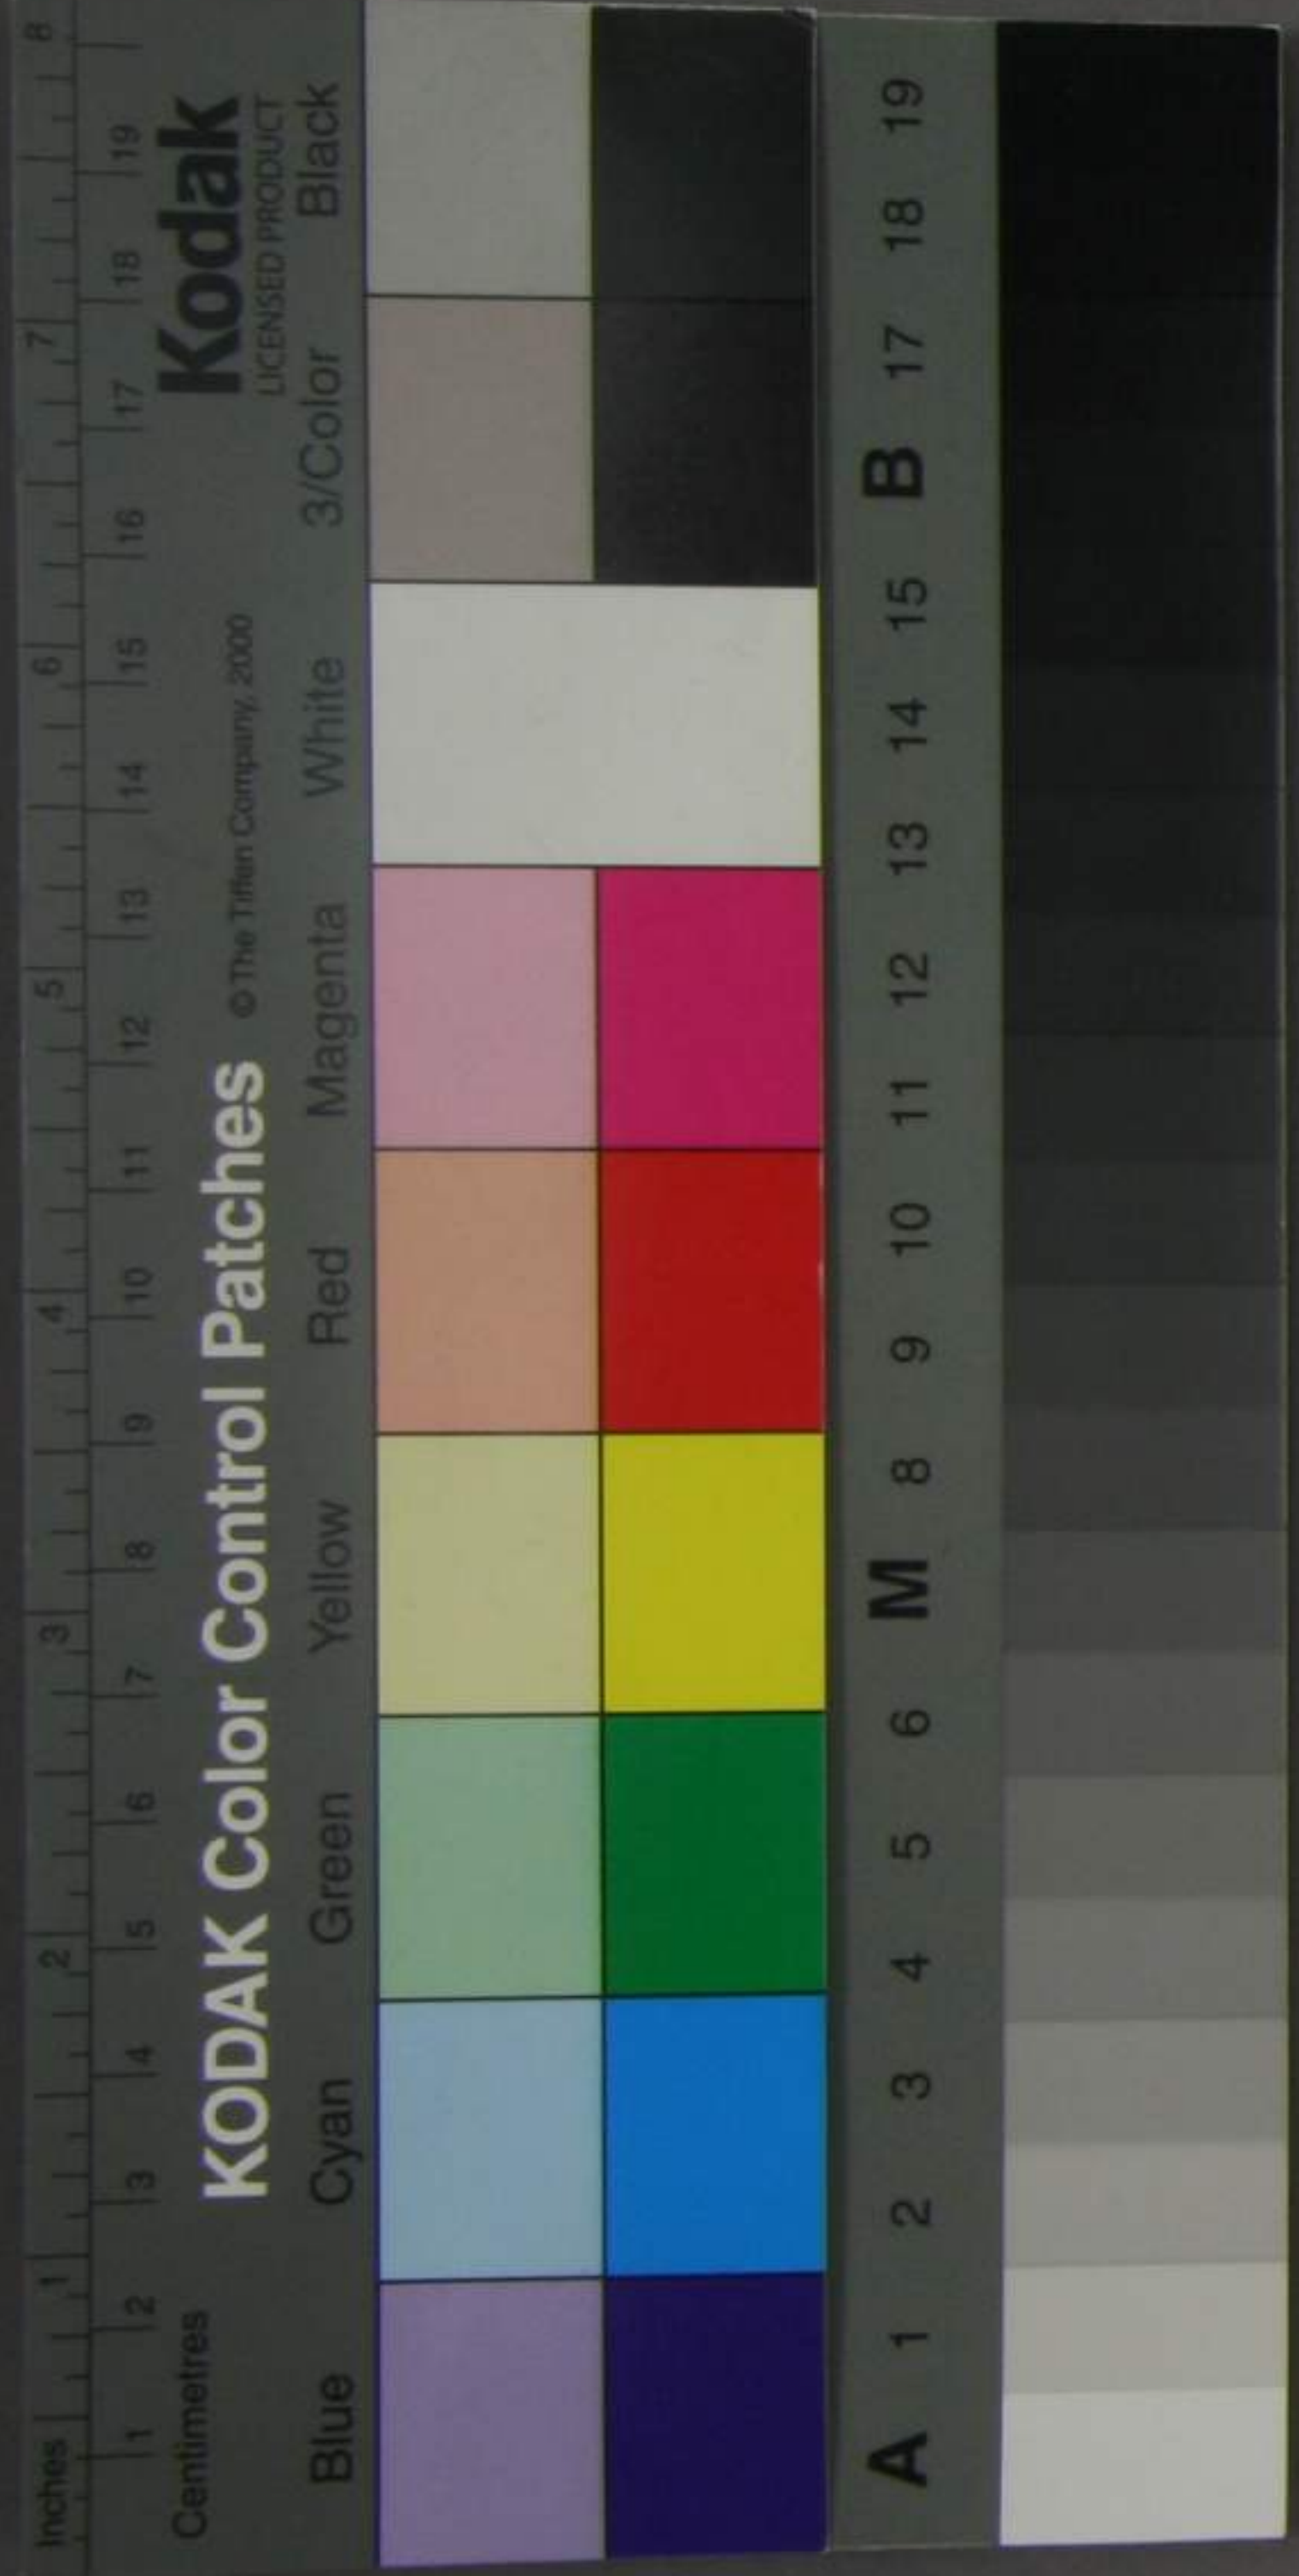 Inches 1 2 3 4 5 6 7 8
1 2 3 4 5 6 7 8 9 10 11 12 13 14 15 16 17 18 19
Centimetres
KODAK Color Control Patches © The Tiffen Company, 2000 Kodak
LICENSED PRODUCT
Blue Cyan Green Yellow Red Magenta White 3/Color Black
A 1 2 3 4 5 6 M 8 9 10 11 12 13 14 15 B 17 18 19